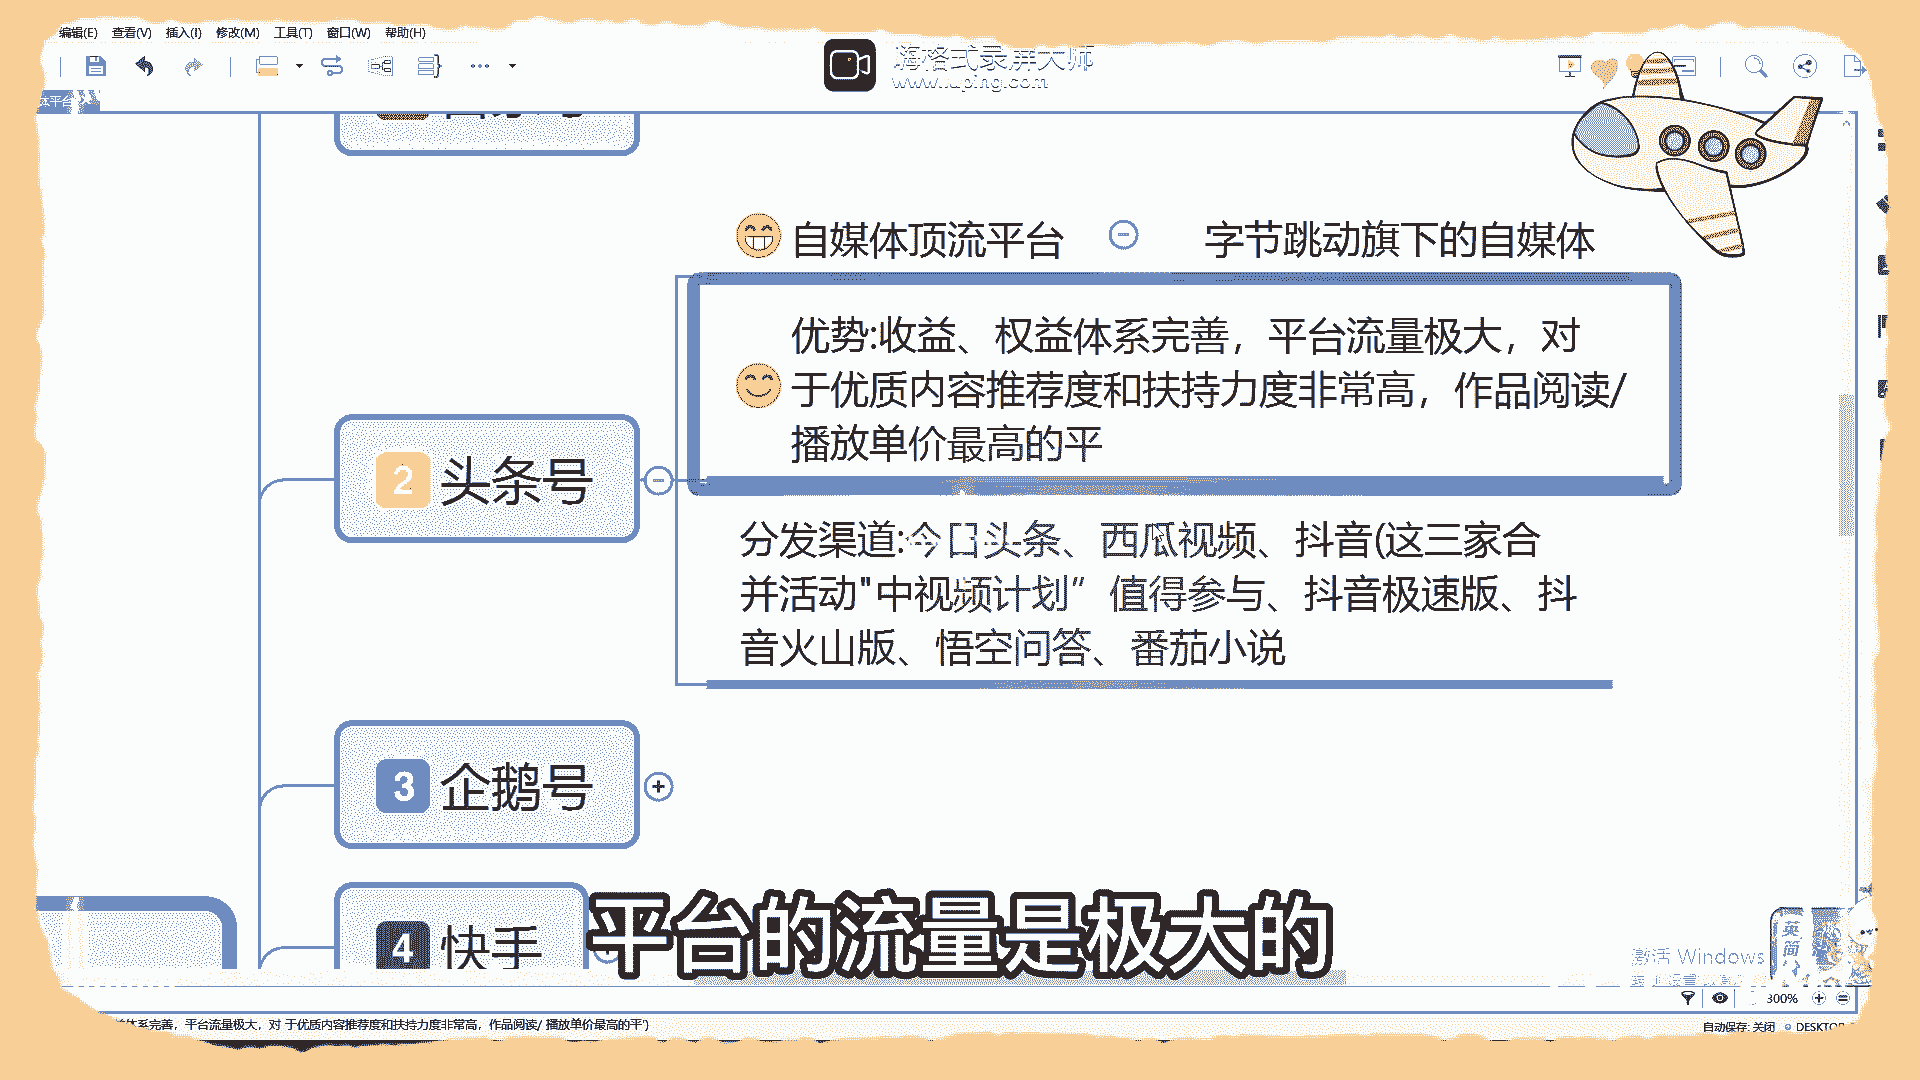 编辑(E) 查看(V) 插入(I) 修改(M) 工具(T) 窗口(W) 帮助(H)
嗨格式录屏大师
体平台
自媒体顶流平台
字节跳动旗下的自媒体
优势:收益、权益体系完善，平台流量极大，对
于优质内容推荐度和扶持力度非常高，作品阅读/
播放单价最高的平
2 头条号
分发渠道:今日头条、西瓜视频、抖音(这三家合
并活动"中视频计划”值得参与、抖音极速版、抖
音火山版、悟空问答、番茄小说
3 企鹅号
4 快手
平台的流量是极大的
激活 Windows
英
简
300%
体系完善，平台流量极大，对 于优质内容推荐度和扶持力度非常高，作品阅读/ 播放单价最高的平')
自动保存: 关闭